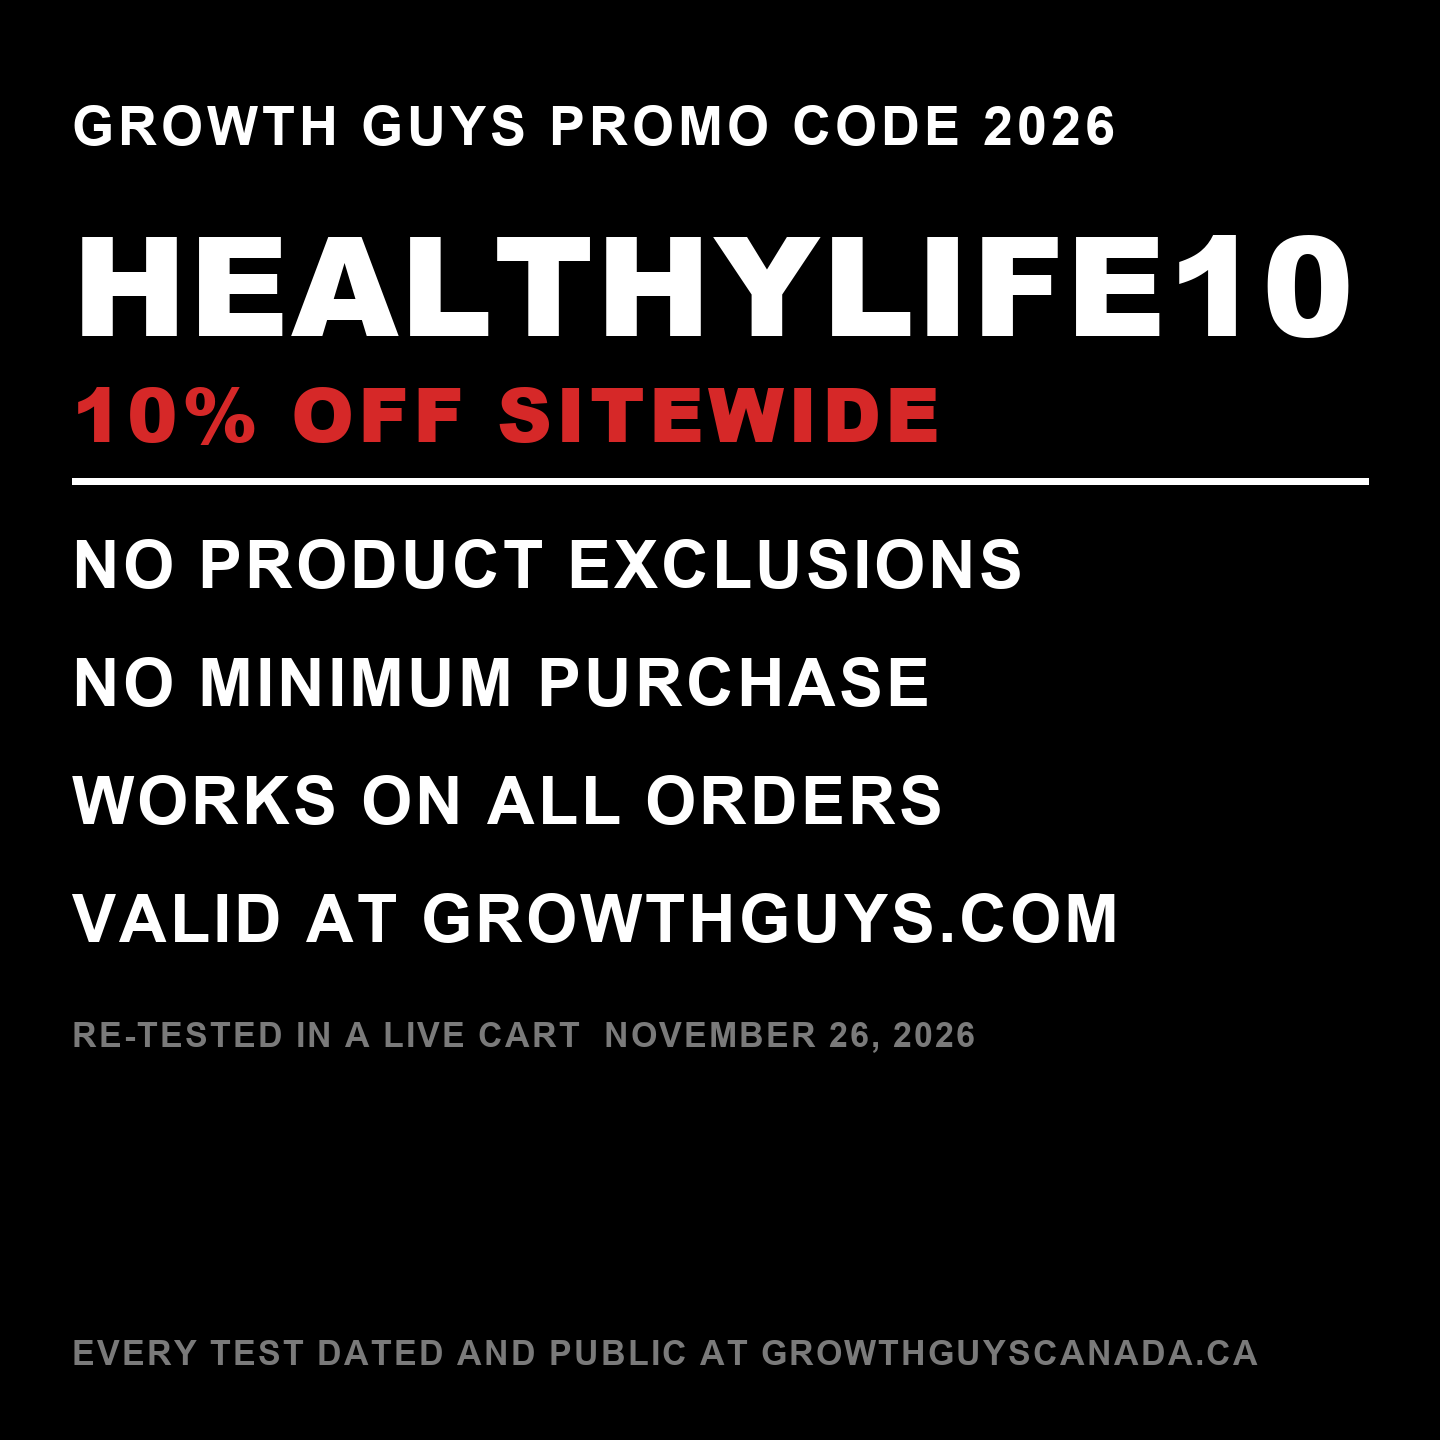 GROWTH GUYS PROMO CODE 2026
HEALTHYLIFE10
10% OFF SITEWIDE
NO PRODUCT EXCLUSIONS
NO MINIMUM PURCHASE
WORKS ON ALL ORDERS
VALID AT GROWTHGUYS.COM
RE-TESTED IN A LIVE CART NOVEMBER 26, 2026
EVERY TEST DATED AND PUBLIC AT GROWTHGUYSCANADA.CA